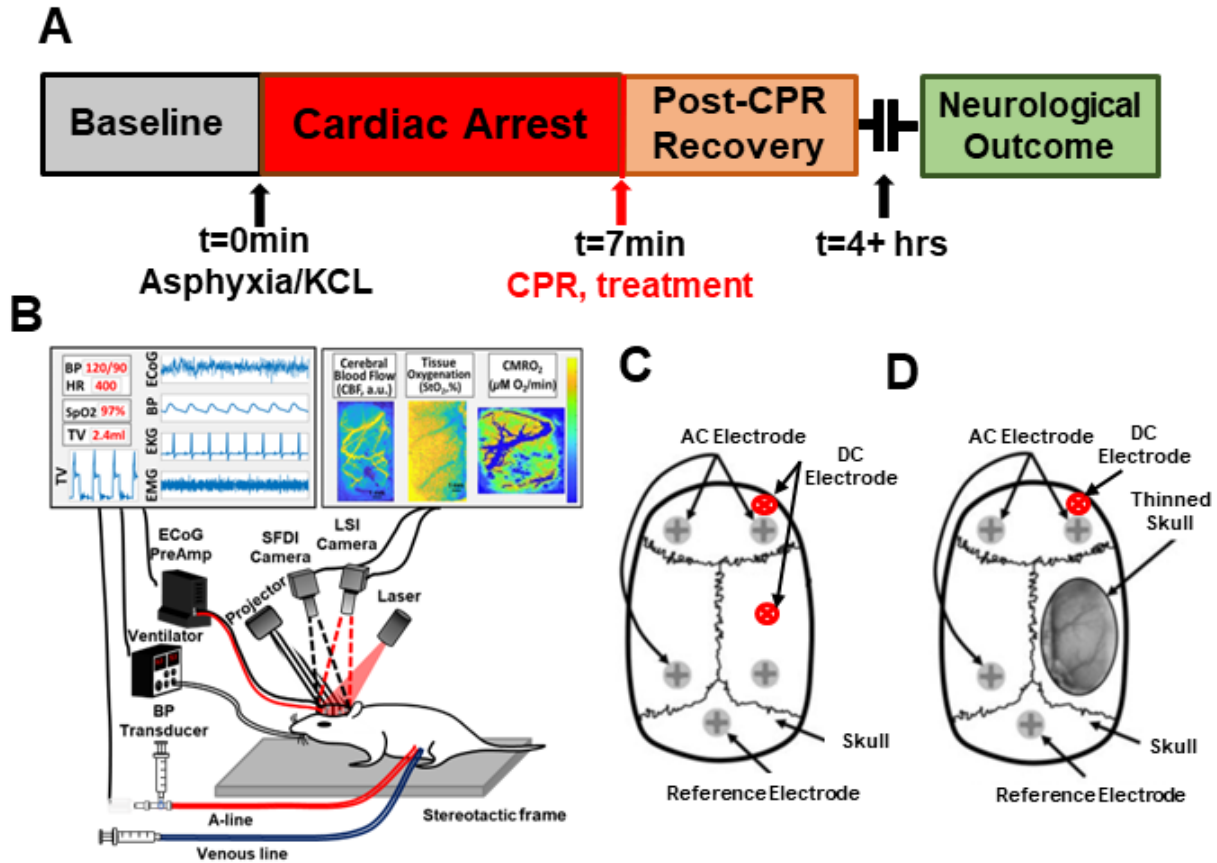 A
Baseline
Cardiac Arrest
Post-CPR
Recovery
Neurological
Outcome
t=0min
Asphyxia/KCL
t=7min
CPR, treatment
t=4+ hrs
B
BP 120/90
HR 400
SpO2 97%
TV 2.4ml
TV
ECoG
BP
EKG
EMG
Cerebral
Blood Flow
(CBF, a.u.)
Tissue
Oxygenation
(StO₂,%)
CMRO₂
(μM O₂/min)
ECoG
PreAmp
SFDI
Camera
LSI
Camera
Projector
Laser
Ventilator
BP
Transducer
A-line
Venous line
Stereotactic frame
C
AC Electrode
DC
Electrode
Skull
Reference Electrode
D
AC Electrode
DC
Electrode
Thinned
Skull
Skull
Reference Electrode